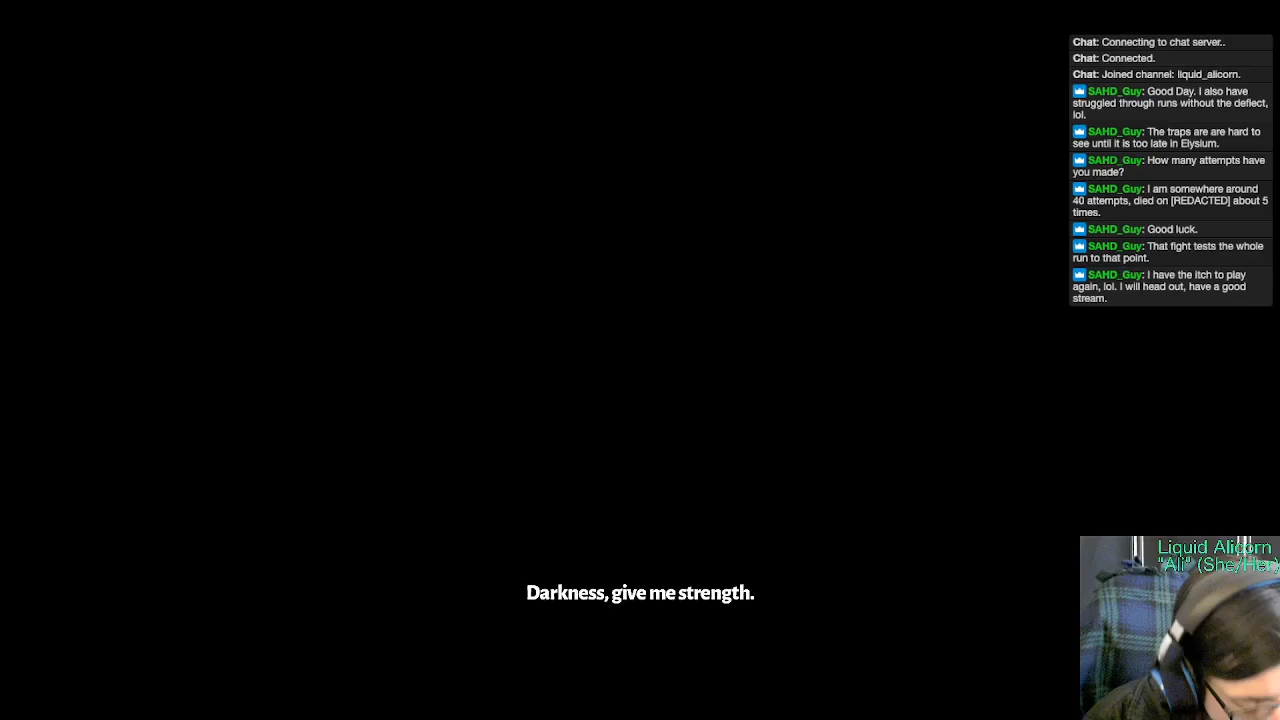 Chat: Connecting to chat server..
Chat: Connected.
Chat: Joined channel: liquid_alicorn.
SAHD_Guy: Good Day. I also have
struggled through runs without the deflect,
lol.
SAHD_Guy: The traps are are hard to
see until it is too late in Elysium.
SAHD_Guy: How many attempts have
you made?
SAHD_Guy: I am somewhere around
40 attempts, died on [REDACTED] about 5
times.
SAHD_Guy: Good luck.
SAHD_Guy: That fight tests the whole
run to that point.
SAHD_Guy: I have the itch to play
again, lol. I will head out, have a good
stream.
Liquid Alicorn
"Ali" (She/Her)
Darkness, give me strength.